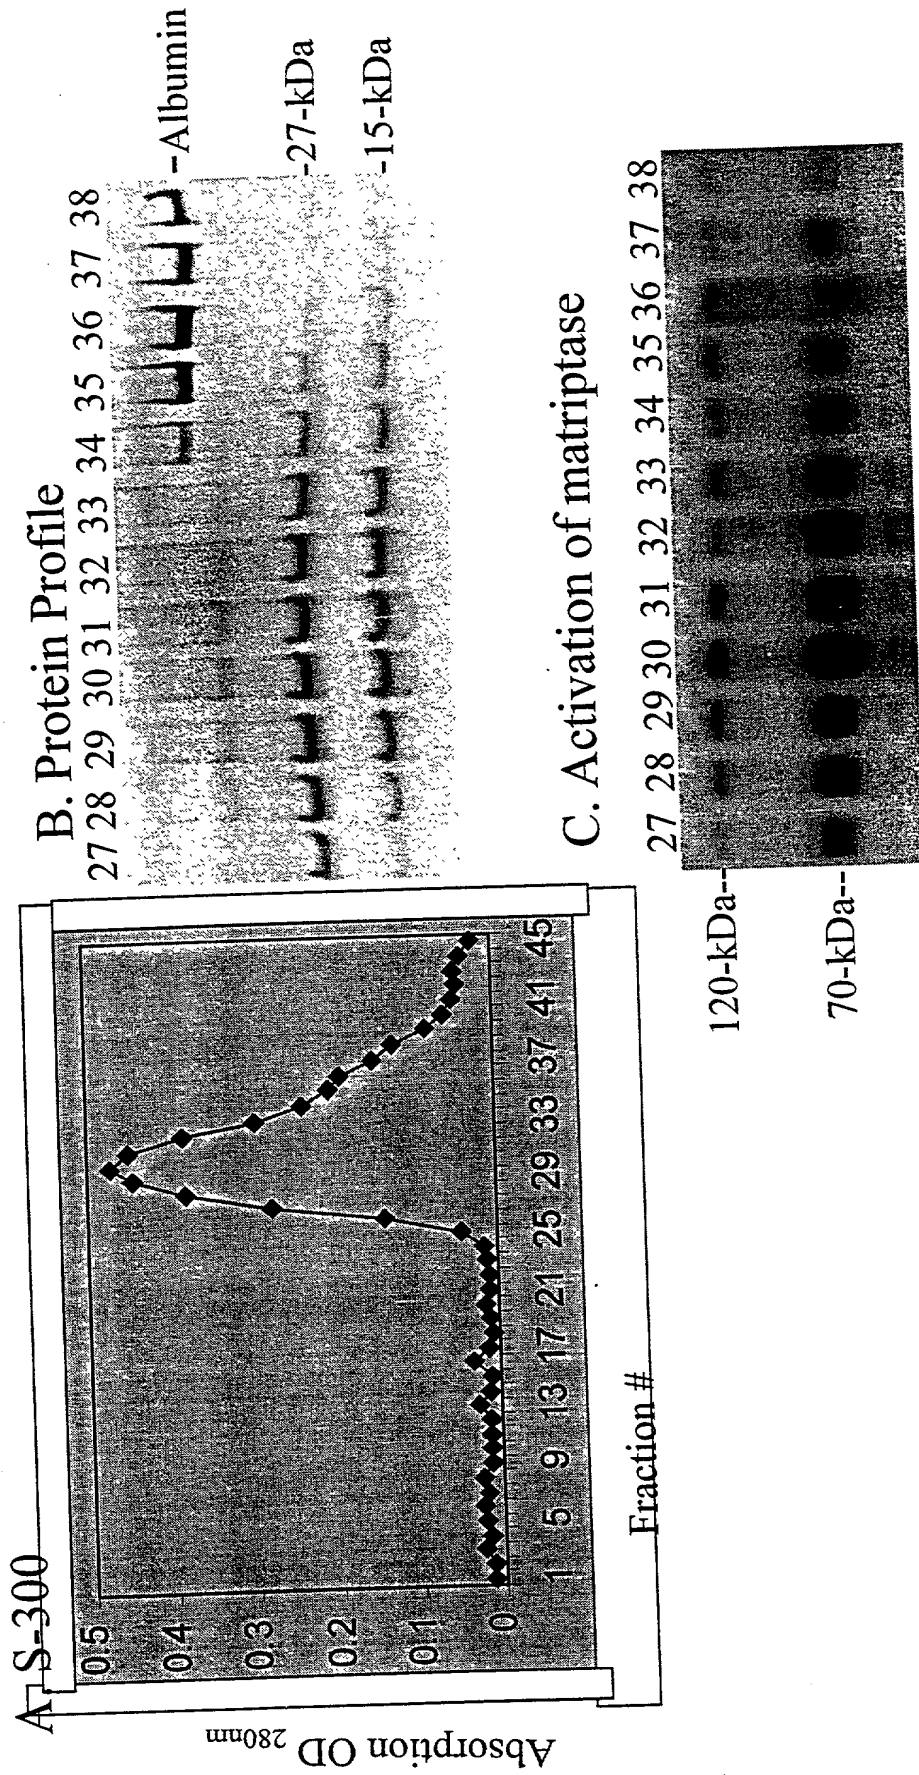 A S-300
0.5
0.4
0.3
0.2
0.1
0
Absorption OD 280nm
1 5 9 13 17 21 25 29 33 37 41 45
Fraction #
B. Protein Profile
27 28 29 30 31 32 33 34 35 36 37 38
--Albumin
-27-kDa
-15-kDa
C. Activation of matriptase
27 28 29 30 31 32 33 34 35 36 37 38
120-kDa--
70-kDa--